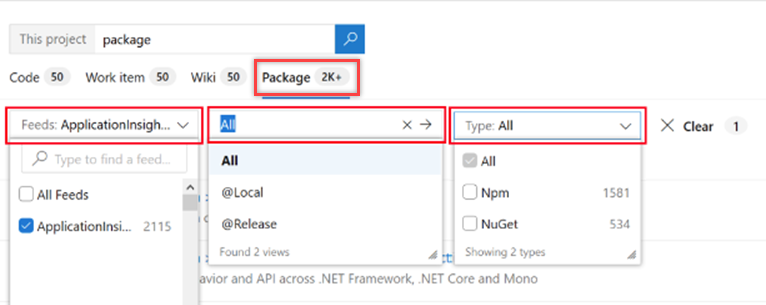 This project package
Code 50 Work item 50 Wiki 50 Package 2K+
Feeds: ApplicationInsigh... All Type: All Clear 1
Type to find a feed...
All Feeds
ApplicationInsi... 2115
All
@Local
@Release
Found 2 views
All
Npm 1581
NuGet 534
Showing 2 types
avior and API across .NET Framework, .NET Core and Mono